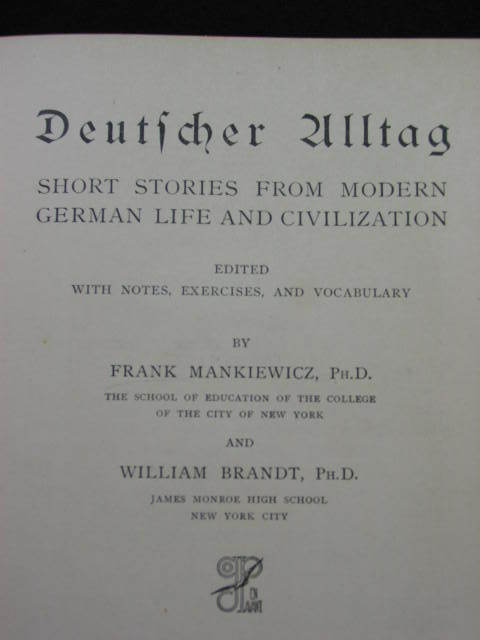 Deutſcher Alltag
SHORT STORIES FROM MODERN
GERMAN LIFE AND CIVILIZATION
EDITED
WITH NOTES, EXERCISES, AND VOCABULARY
BY
FRANK MANKIEWICZ, PH.D.
THE SCHOOL OF EDUCATION OF THE COLLEGE
OF THE CITY OF NEW YORK
AND
WILLIAM BRANDT, PH.D.
JAMES MONROE HIGH SCHOOL
NEW YORK CITY